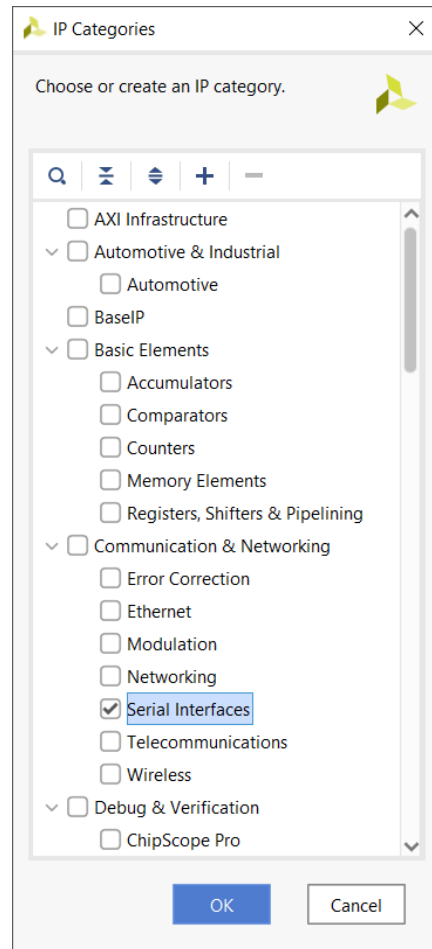 IP Categories
Choose or create an IP category.
AXI Infrastructure
Automotive & Industrial
Automotive
BaseIP
Basic Elements
Accumulators
Comparators
Counters
Memory Elements
Registers, Shifters & Pipelining
Communication & Networking
Error Correction
Ethernet
Modulation
Networking
Serial Interfaces
Telecommunications
Wireless
Debug & Verification
ChipScope Pro
OK Cancel